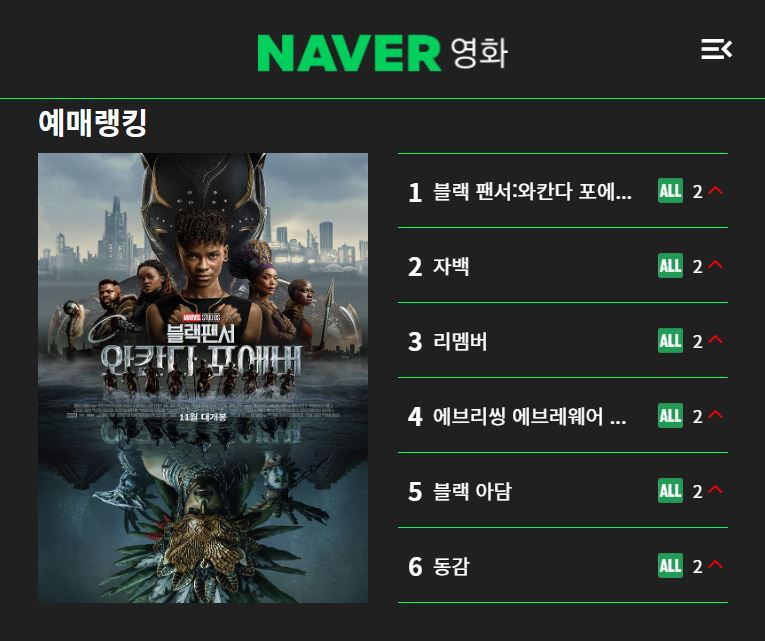 NAVER 영화
예매랭킹
MARVEL STUDIOS
블랙팬서
와칸다 포에버
11월 대개봉
1 블랙 팬서:와칸다 포에... ALL 2
2 자백 ALL 2
3 리멤버 ALL 2
4 에브리씽 에브레웨어 ... ALL 2
5 블랙 아담 ALL 2
6 동감 ALL 2